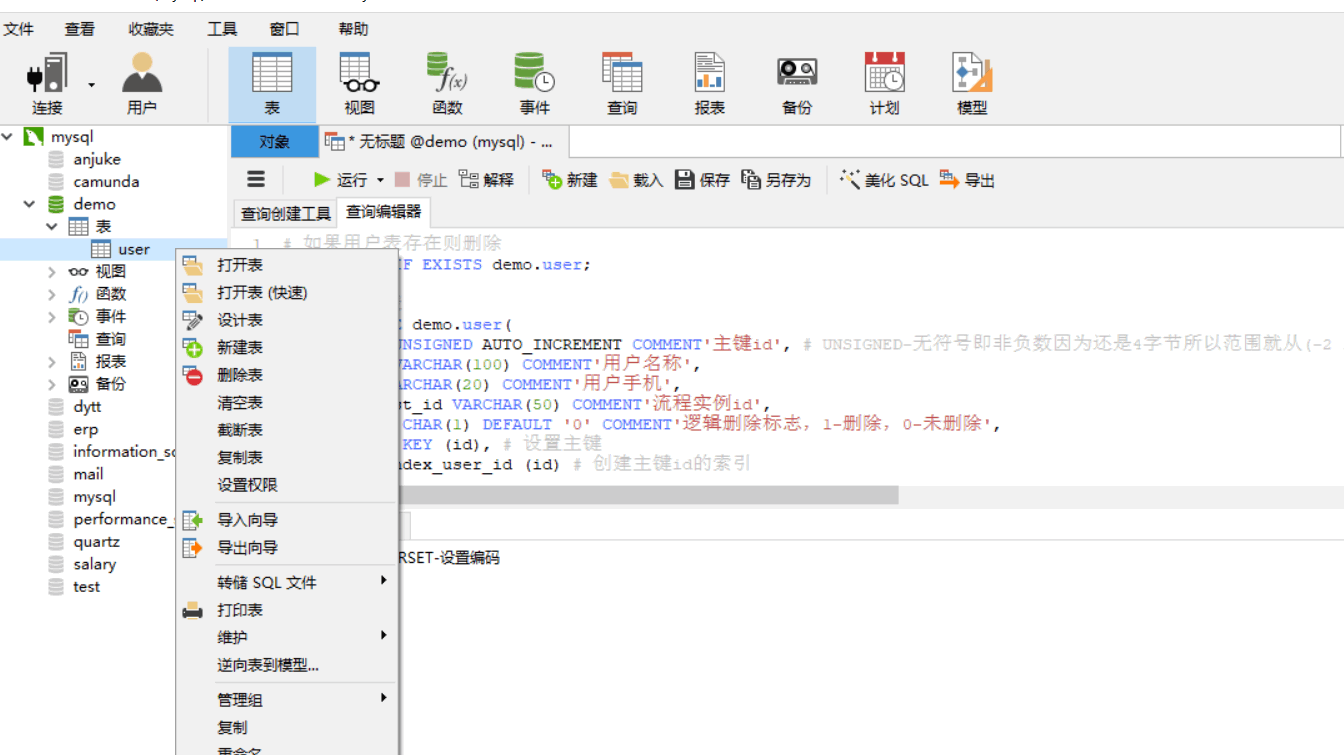 文件 查看 收藏夹 工具 窗口 帮助
连接 用户 表 视图 函数 事件 查询 报表 备份 计划 模型
mysql
anjuke
camunda
demo
表
user
视图
函数
事件
查询
报表
备份
dytt
erp
information_sc
mail
mysql
performance_
quartz
salary
test
对象 * 无标题 @demo (mysql) - ...
运行 停止 解释 新建 载入 保存 另存为 美化 SQL 导出
查询创建工具 查询编辑器
1 # 如果用户表存在则删除
F EXISTS demo.user;
demo.user(
UNSIGNED AUTO_INCREMENT COMMENT'主键id', # UNSIGNED-无符号即非负数因为还是4字节所以范围就从(-2
VARCHAR(100) COMMENT'用户名称',
ARCHAR(20) COMMENT'用户手机',
t_id VARCHAR(50) COMMENT'流程实例id',
CHAR(1) DEFAULT '0' COMMENT'逻辑删除标志，1-删除，0-未删除',
KEY (id), # 设置主键
ndex_user_id (id) # 创建主键id的索引
RSET-设置编码
打开表
打开表 (快速)
设计表
新建表
删除表
清空表
截断表
复制表
设置权限
导入向导
导出向导
转储 SQL 文件
打印表
维护
逆向表到模型...
管理组
复制
重命名